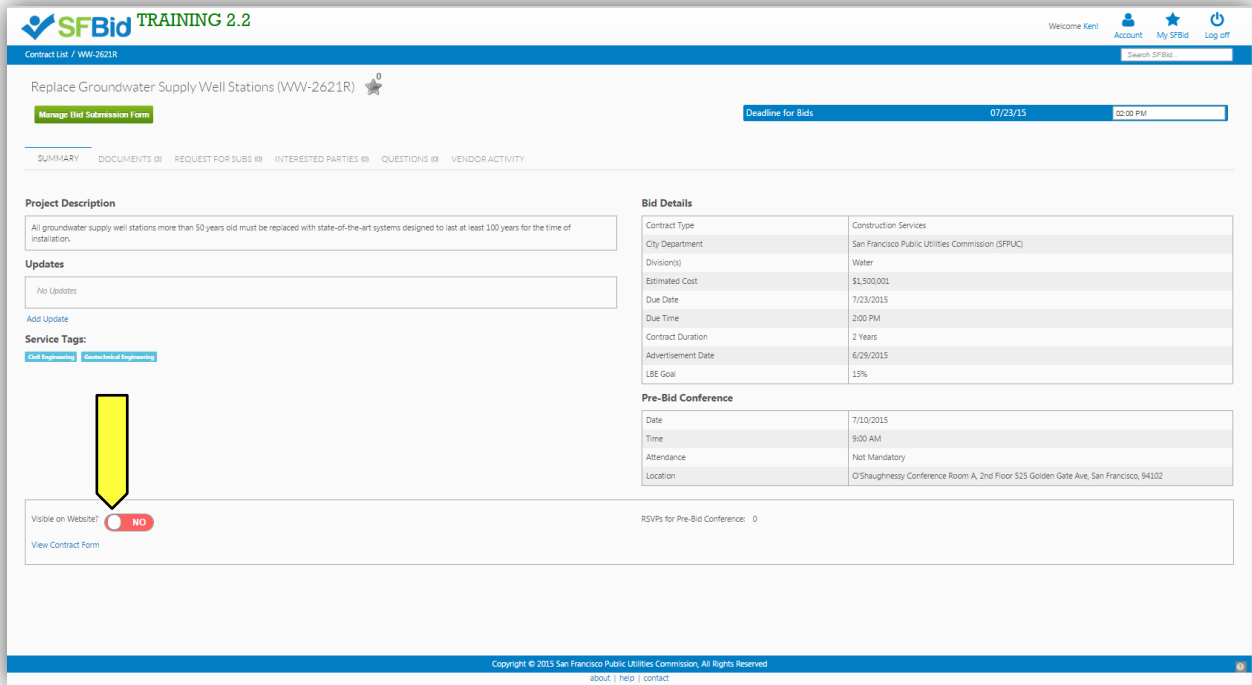 SFBid TRAINING 2.2
Welcome Ken!
Account My SFBid Log off
Contract List / WW-2621R
Search SFBid...
Replace Groundwater Supply Well Stations (WW-2621R) 0
Manage Bid Submission Form
Deadline for Bids 07/23/15 02:00 PM
SUMMARY DOCUMENTS (0) REQUEST FOR SUBS (0) INTERESTED PARTIES (0) QUESTIONS (0) VENDOR ACTIVITY
Project Description
All groundwater supply well stations more than 50 years old must be replaced with state-of-the-art systems designed to last at least 100 years for the time of
installation.
Updates
No Updates
Add Update
Service Tags:
Civil Engineering Geotechnical Engineering
Bid Details
Contract Type Construction Services
City Department San Francisco Public Utilities Commission (SFPUC)
Division(s) Water
Estimated Cost $1,500,001
Due Date 7/23/2015
Due Time 2:00 PM
Contract Duration 2 Years
Advertisement Date 6/29/2015
LBE Goal 15%
Pre-Bid Conference
Date 7/10/2015
Time 9:00 AM
Attendance Not Mandatory
Location O'Shaughnessy Conference Room A, 2nd Floor 525 Golden Gate Ave, San Francisco, 94102
Visible on Website? NO
View Contract Form
RSVPs for Pre-Bid Conference: 0
Copyright © 2015 San Francisco Public Utilities Commission, All Rights Reserved
about | help | contact